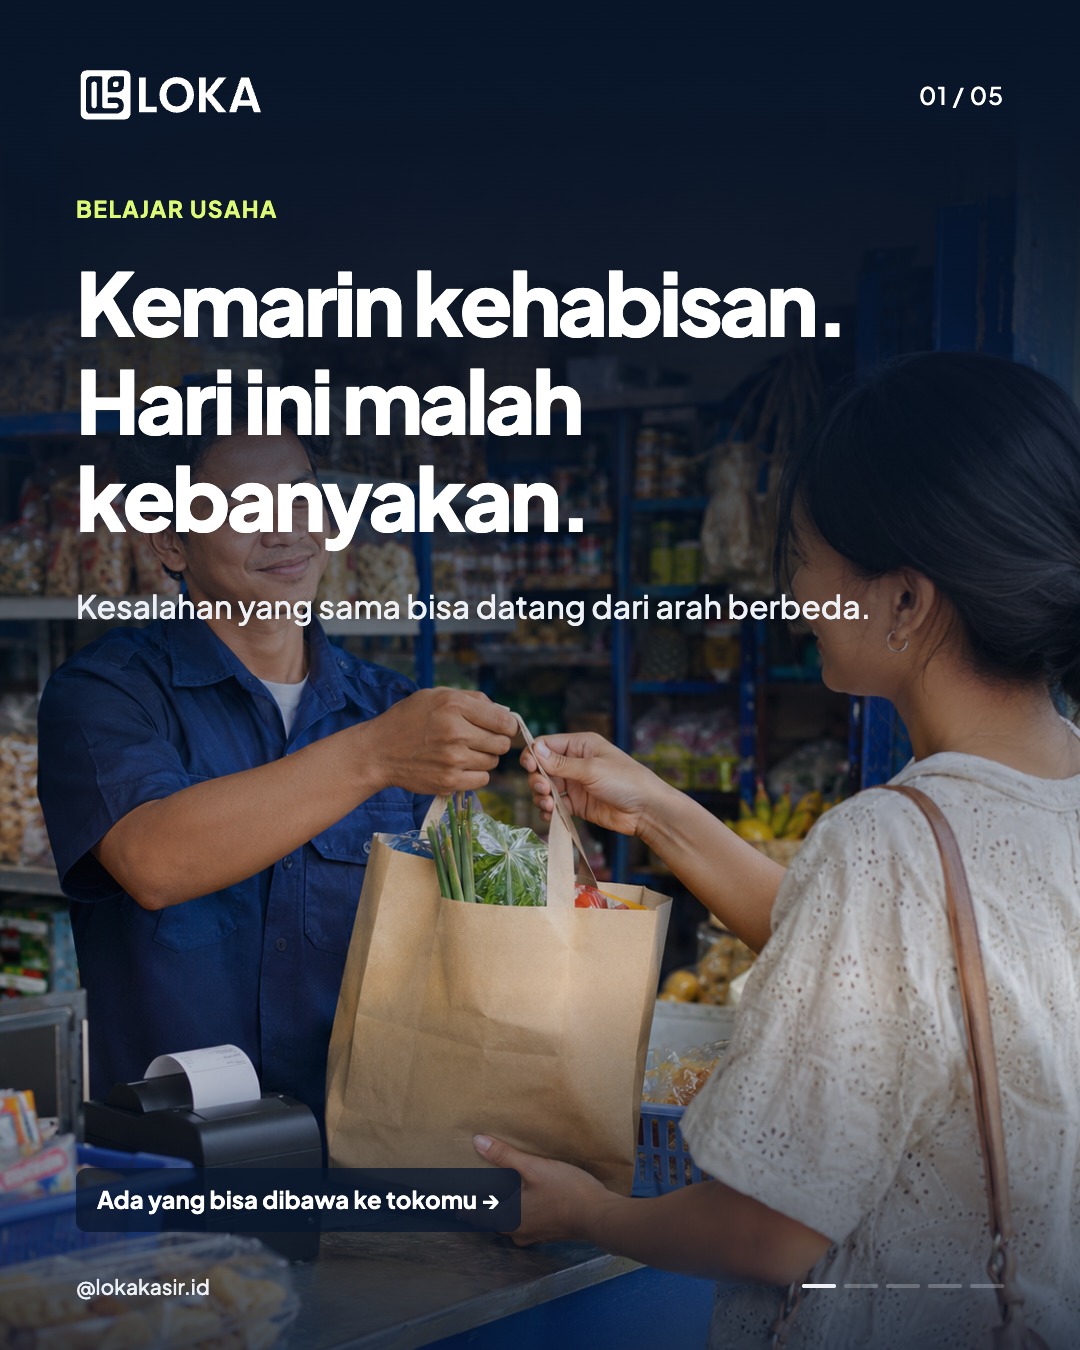 LOKA
01 / 05
BELAJAR USAHA
Kemarin kehabisan.
Hari ini malah
kebanyakan.
Kesalahan yang sama bisa datang dari arah berbeda.
Ada yang bisa dibawa ke tokomu →
@lokakasir.id